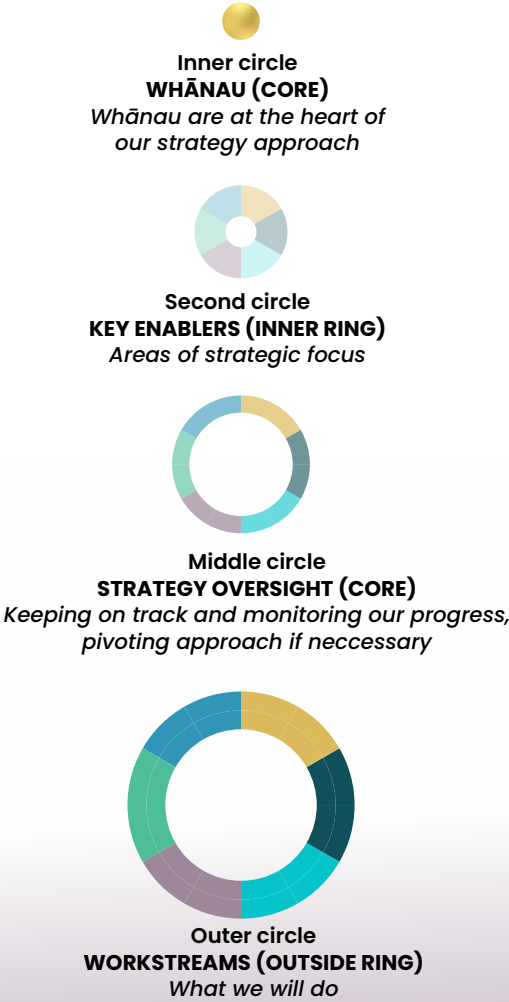 Inner circle
WHĀNAU (CORE)
Whānau are at the heart of
our strategy approach
Second circle
KEY ENABLERS (INNER RING)
Areas of strategic focus
Middle circle
STRATEGY OVERSIGHT (CORE)
Keeping on track and monitoring our progress,
pivoting approach if neccessary
Outer circle
WORKSTREAMS (OUTSIDE RING)
What we will do